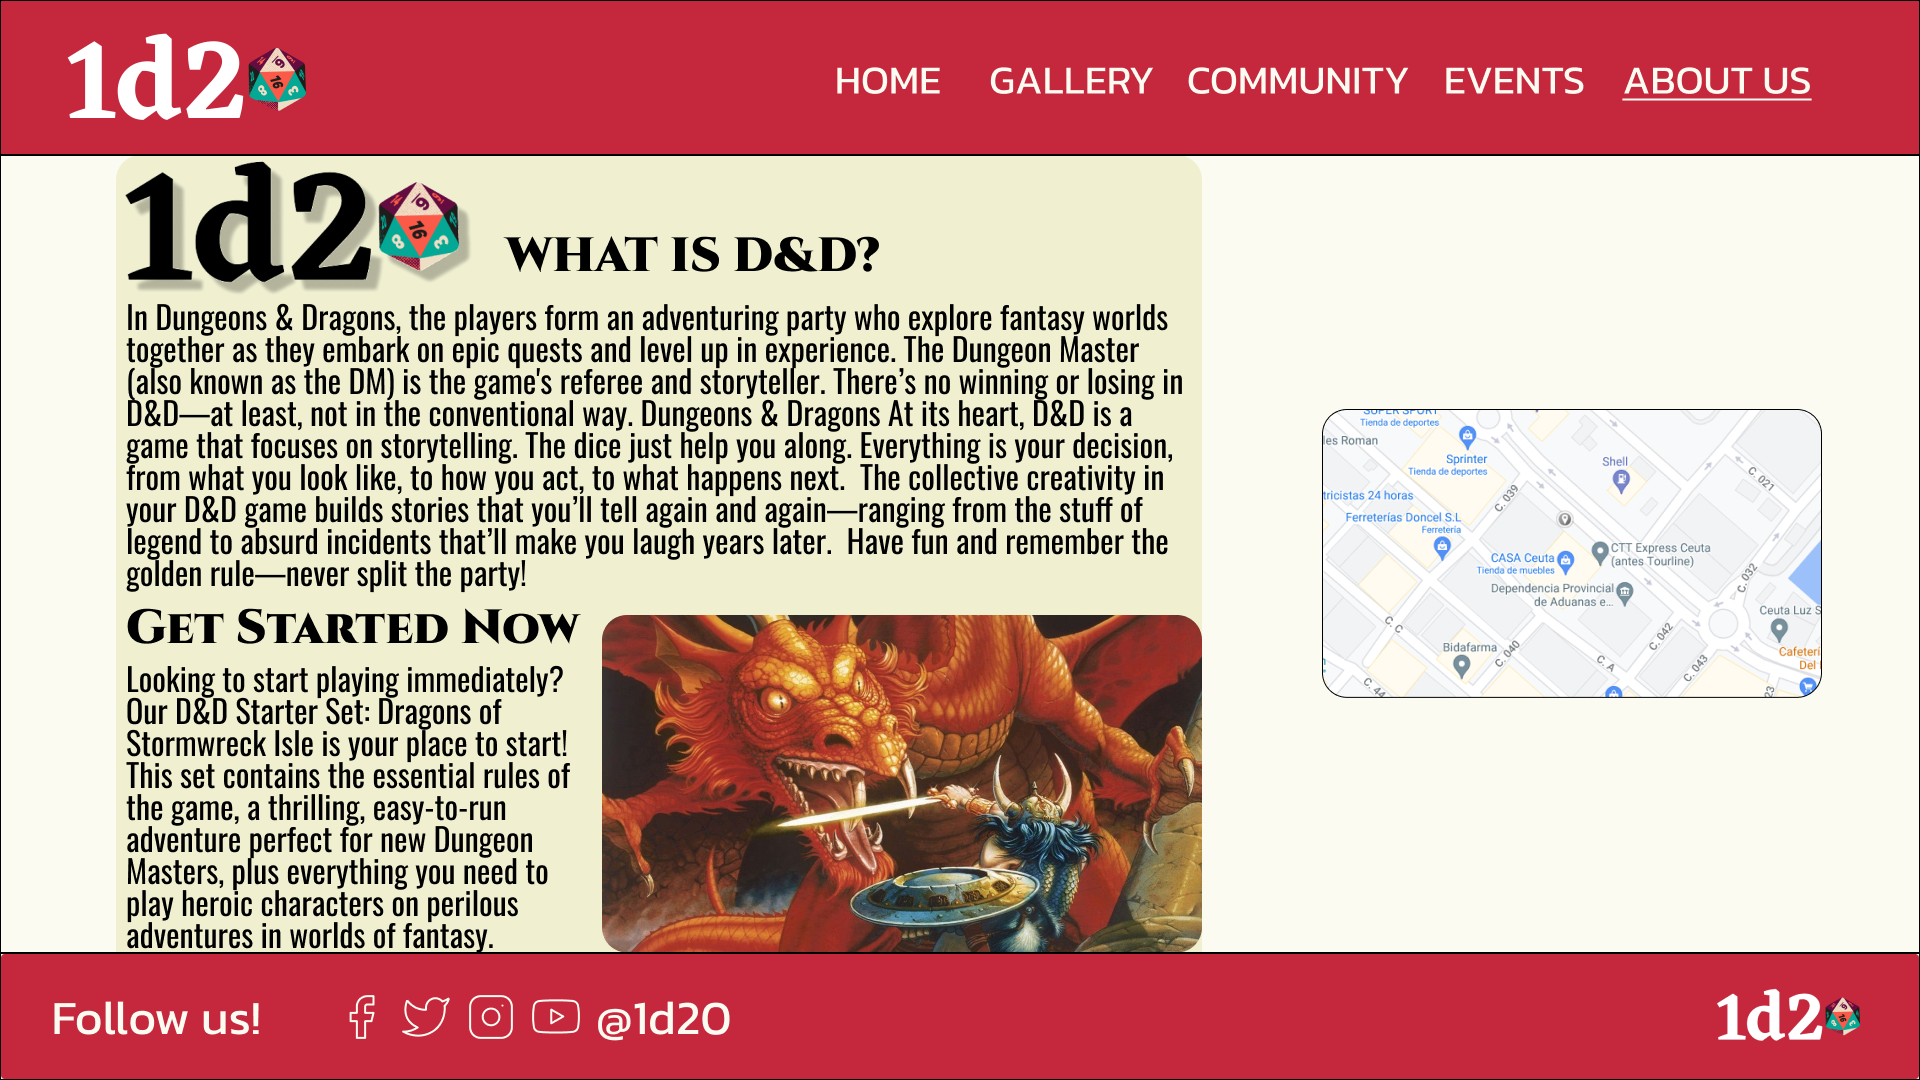 1d2
HOME GALLERY COMMUNITY EVENTS ABOUT US
1d2
WHAT IS D&D?
In Dungeons & Dragons, the players form an adventuring party who explore fantasy worlds
together as they embark on epic quests and level up in experience. The Dungeon Master
(also known as the DM) is the game's referee and storyteller. There’s no winning or losing in
D&D—at least, not in the conventional way. Dungeons & Dragons At its heart, D&D is a
game that focuses on storytelling. The dice just help you along. Everything is your decision,
from what you look like, to how you act, to what happens next.  The collective creativity in
your D&D game builds stories that you’ll tell again and again—ranging from the stuff of
legend to absurd incidents that’ll make you laugh years later.  Have fun and remember the
golden rule—never split the party!
Get Started Now
Looking to start playing immediately?
Our D&D Starter Set: Dragons of
Stormwreck Isle is your place to start!
This set contains the essential rules of
the game, a thrilling, easy-to-run
adventure perfect for new Dungeon
Masters, plus everything you need to
play heroic characters on perilous
adventures in worlds of fantasy.
SUPER SPORT
Tienda de deportes
les Roman
Sprinter
Tienda de deportes
Shell
C. 021
tricistas 24 horas
C. 039
Ferreterías Doncel S.L
Ferretería
CTT Express Ceuta
(antes Tourline)
CASA Ceuta
Tienda de muebles
C. 032
Dependencia Provincial
de Aduanas e...
Ceuta Luz S
C. C
C. 042
Bidafarma
C. 040
C. A
C. 043
Cafeterí
Del
C. 44
23
Follow us!
@1d20
1d2